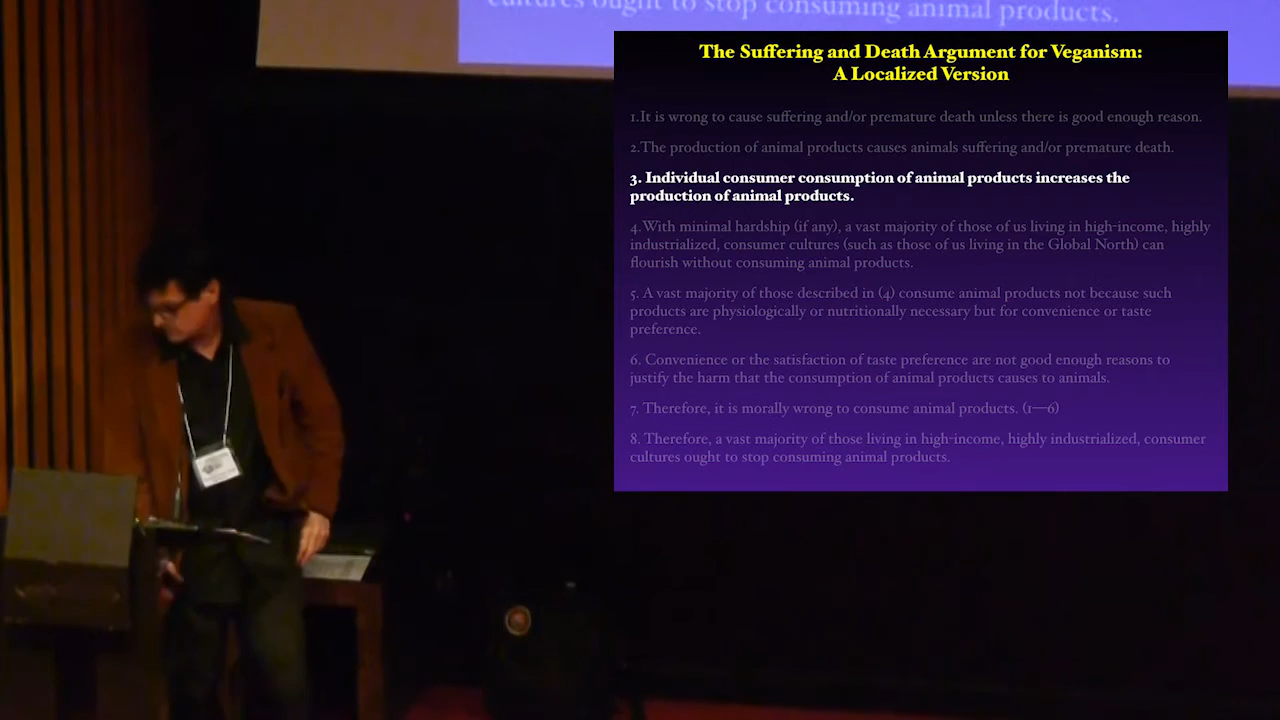 cultures ought to stop consuming animal products.
The Suffering and Death Argument for Veganism:
A Localized Version
1. It is wrong to cause suffering and/or premature death unless there is good enough reason.
2.The production of animal products causes animals suffering and/or premature death.
3. Individual consumer consumption of animal products increases the
production of animal products.
4. With minimal hardship (if any), a vast majority of those of us living in high-income, highly
industrialized, consumer cultures (such as those of us living in the Global North) can
flourish without consuming animal products.
5. A vast majority of those described in (4) consume animal products not because such
products are physiologically or nutritionally necessary but for convenience or taste
preference.
6. Convenience or the satisfaction of taste preference are not good enough reasons to
justify the harm that the consumption of animal products causes to animals.
7. Therefore, it is morally wrong to consume animal products. (1—6)
8. Therefore, a vast majority of those living in high-income, highly industrialized, consumer
cultures ought to stop consuming animal products.